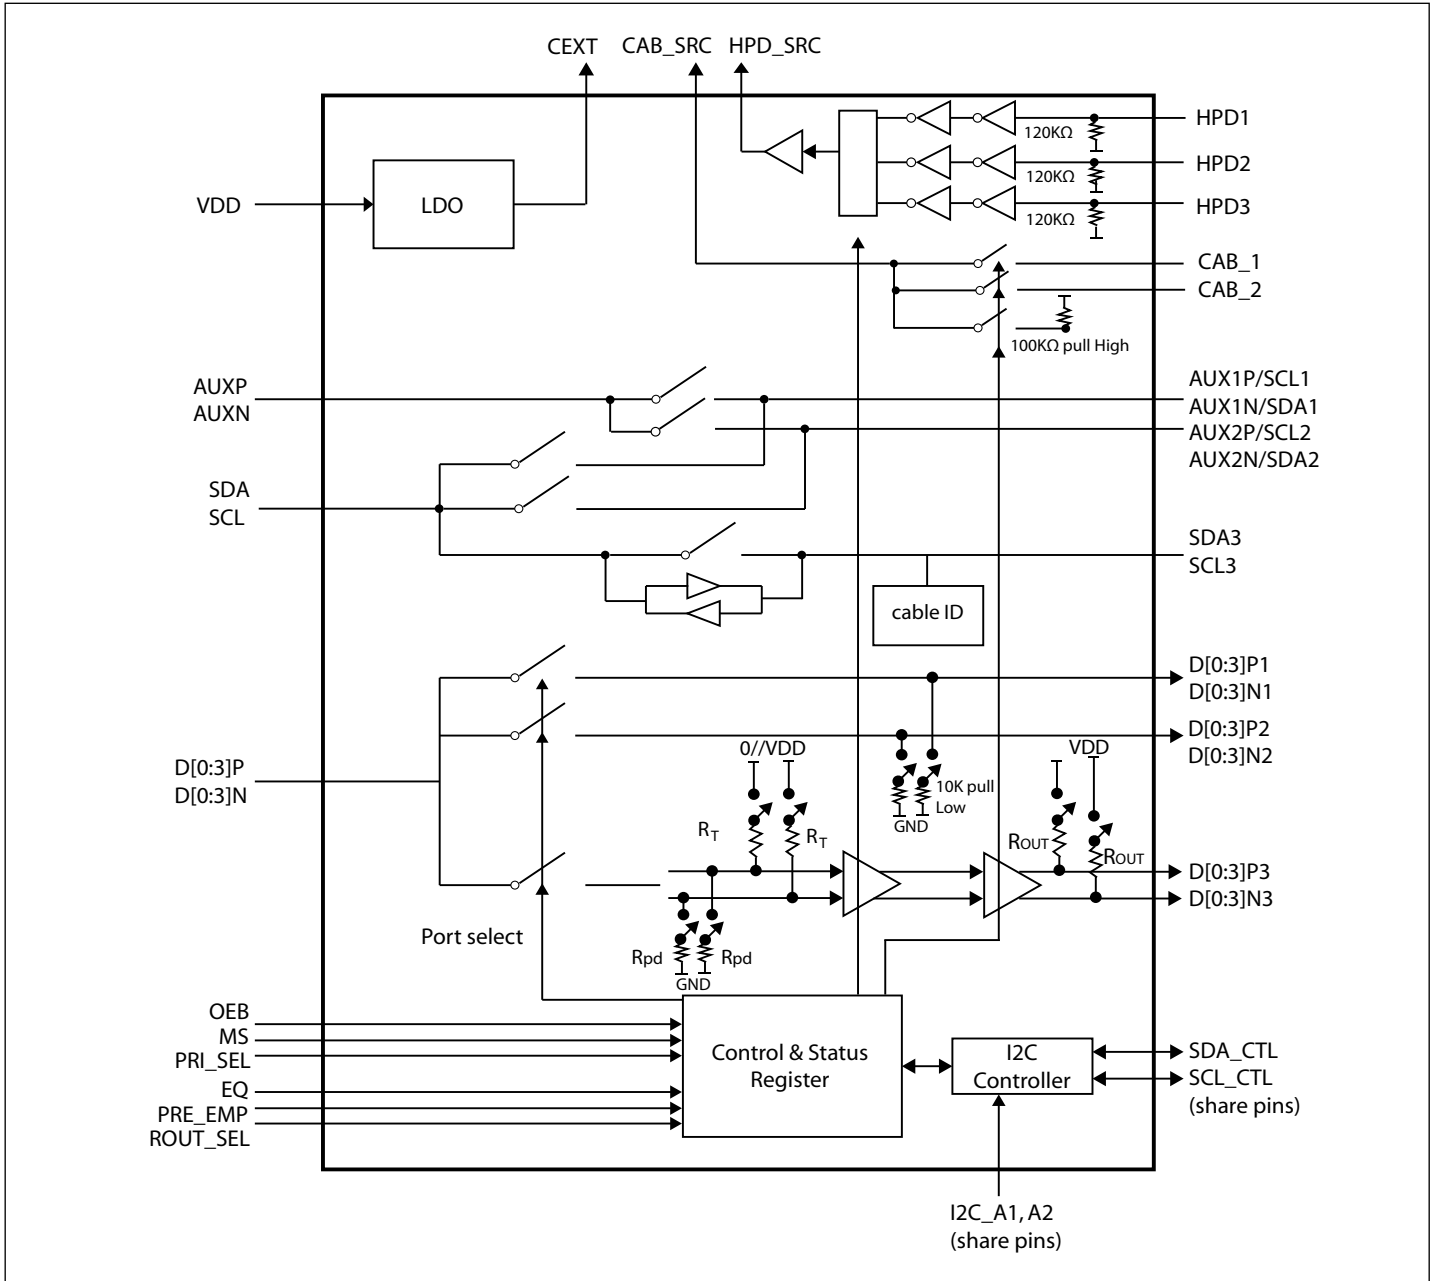 CEXT
CAB_SRC
HPD_SRC
VDD
LDO
120KΩ
HPD1
120KΩ
HPD2
120KΩ
HPD3
CAB_1
CAB_2
100KΩ pull High
AUXP
AUXN
AUX1P/SCL1
AUX1N/SDA1
AUX2P/SCL2
AUX2N/SDA2
SDA
SCL
SDA3
SCL3
cable ID
D[0:3]P1
D[0:3]N1
D[0:3]P2
D[0:3]N2
D[0:3]P
D[0:3]N
0//VDD
10K pull
Low
GND
VDD
RT
RT
ROUT
ROUT
D[0:3]P3
D[0:3]N3
Port select
Rpd
Rpd
GND
OEB
MS
PRI_SEL
EQ
PRE_EMP
ROUT_SEL
Control & Status
Register
I2C
Controller
SDA_CTL
SCL_CTL
(share pins)
I2C_A1, A2
(share pins)